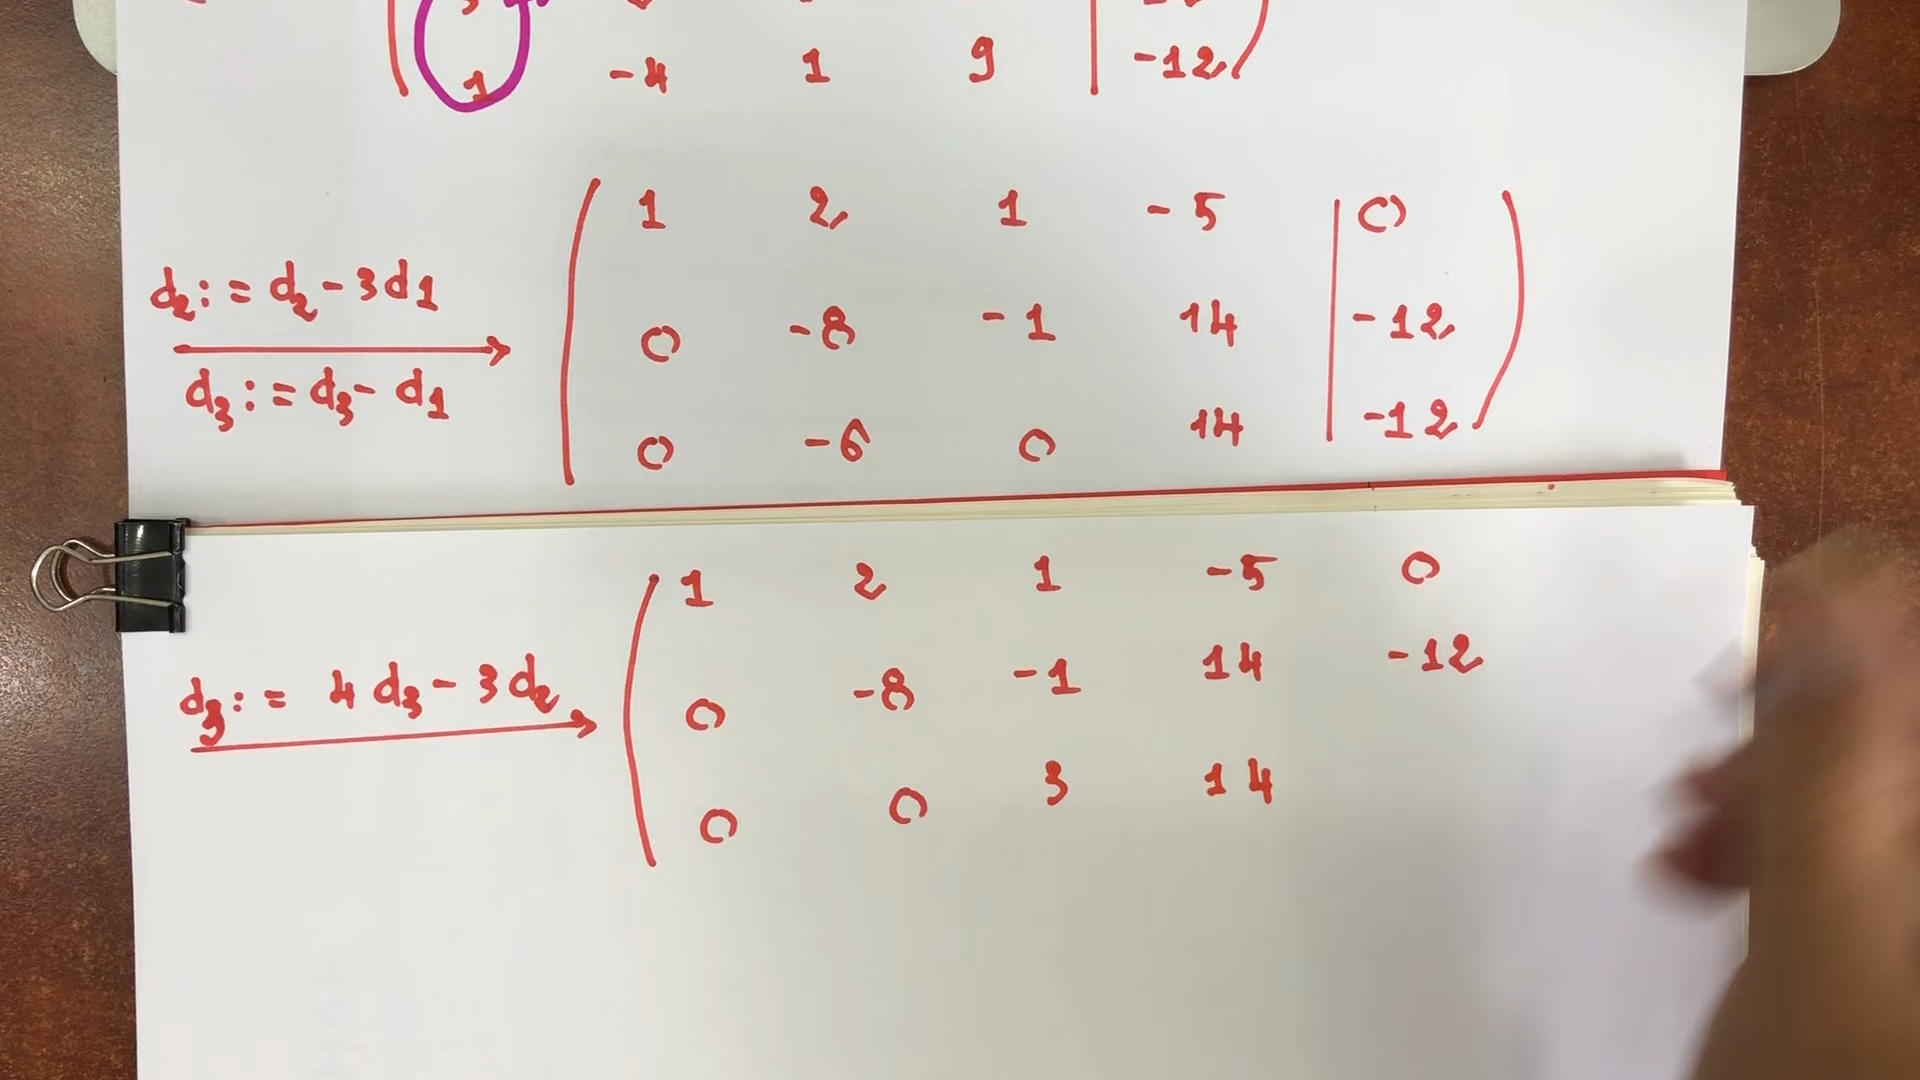 1 -4 1 9 | -12
1 2 1 -5 | 0
d2 := d2 - 3d1
0 -8 -1 14 | -12
d3 := d3 - d1
0 -6 0 14 | -12
1 2 1 -5 0
d3 := 4d3 - 3d2
0 -8 -1 14 -12
0 0 3 14